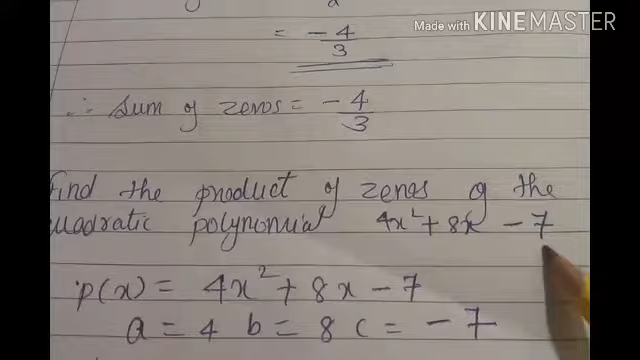 Made with KINEMASTER
= -4/3
∴ Sum of zeros = -4/3
Find the product of zenos of the
quadratic polynomial 4x² + 8x - 7
p(x) = 4x² + 8x - 7
a = 4 b = 8 c = -7